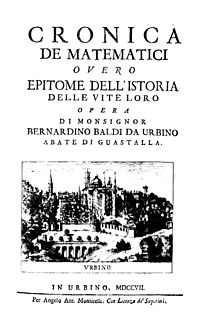 CRONICA
DE MATEMATICI
OVERO
EPITOME DELL'ISTORIA
DELLE VITE LORO
OPERA
DI MONSIGNOR
BERNARDINO BALDI DA URBINO
ABATE DI GUASTALLA.
VRBINO
IN URBINO, MDCCVII.
Per Angelo Ant. Monticelli. Con Licenza de' Superiori.